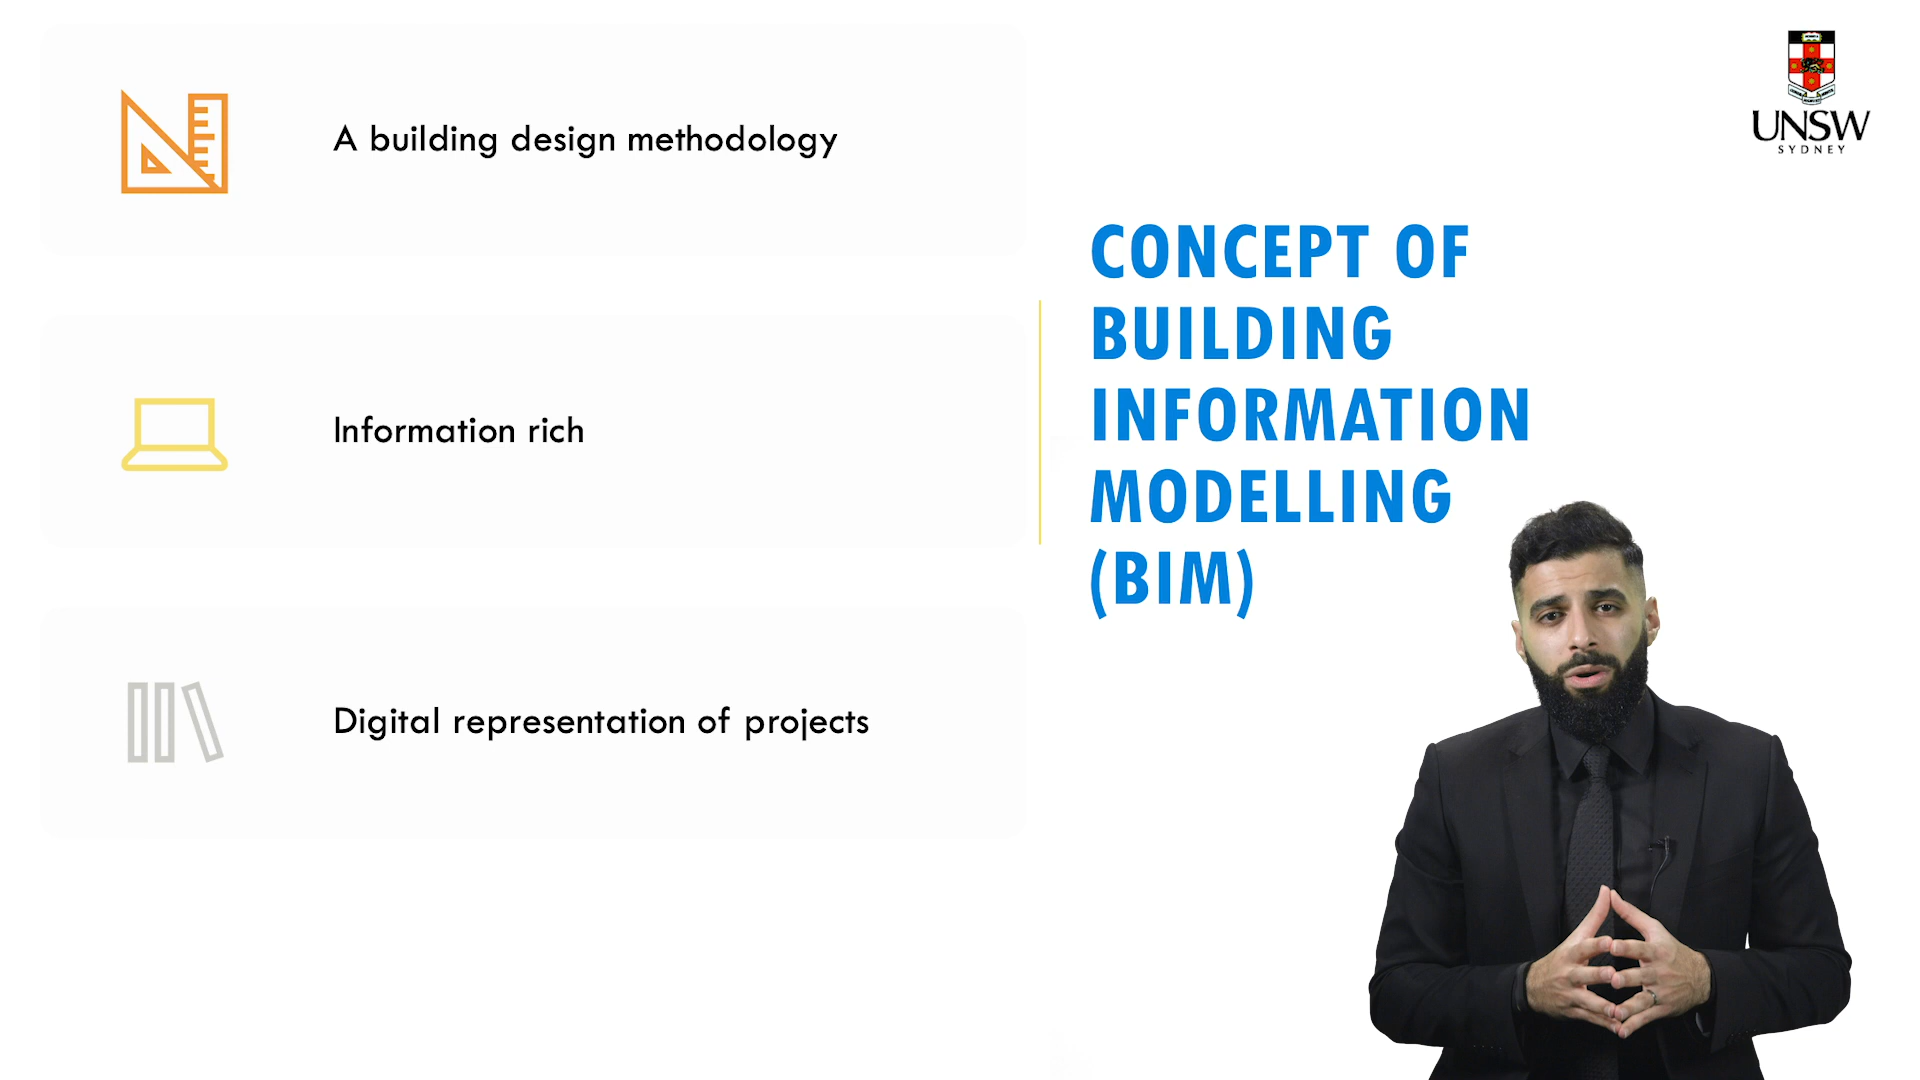 A building design methodology
Information rich
Digital representation of projects
CONCEPT OF
BUILDING
INFORMATION
MODELLING
(BIM)
UNSW
SYDNEY